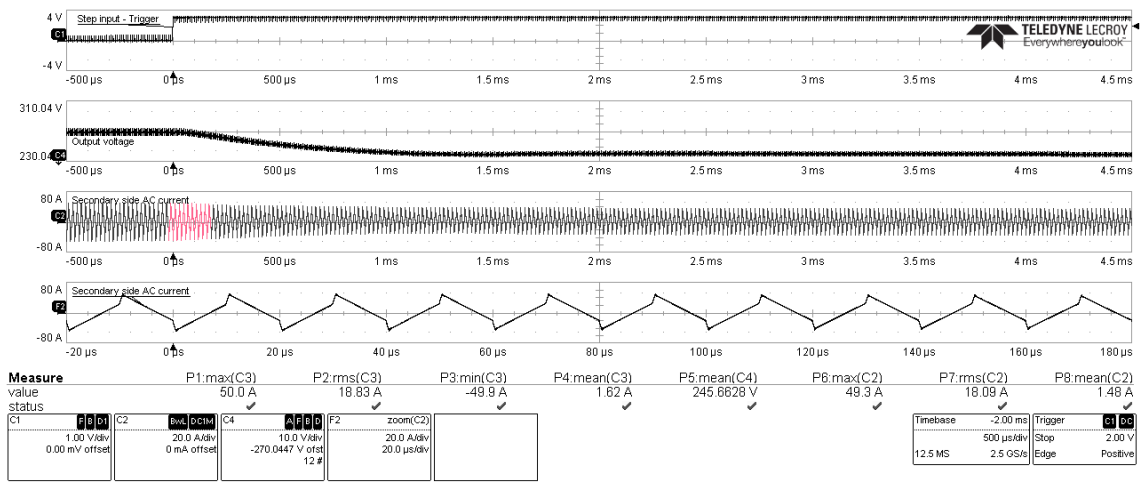 4 V
Step input - Trigger
C1
-4 V
TELEDYNE LECROY
Everywhereyoulook™
-500 µs 0 µs 500 µs 1 ms 1.5 ms 2 ms 2.5 ms 3 ms 3.5 ms 4 ms 4.5 ms
310.04 V
Output voltage
230.04
C4
-500 µs 0 µs 500 µs 1 ms 1.5 ms 2 ms 2.5 ms 3 ms 3.5 ms 4 ms 4.5 ms
80 A
Secondary side AC current
C2
-80 A
-500 µs 0 µs 500 µs 1 ms 1.5 ms 2 ms 2.5 ms 3 ms 3.5 ms 4 ms 4.5 ms
80 A
Secondary side AC current
F2
-80 A
-20 µs 0 µs 20 µs 40 µs 60 µs 80 µs 100 µs 120 µs 140 µs 160 µs 180 µs
Measure P1:max(C3) P2:rms(C3) P3:min(C3) P4:mean(C3) P5:mean(C4) P6:max(C2) P7:rms(C2) P8:mean(C2)
value 50.0 A 18.83 A -49.9 A 1.62 A 245.6628 V 49.3 A 18.09 A 1.48 A
status
C1 F B D1
1.00 V/div
0.00 mV offset
C2 BwL DC1M
20.0 A/div
0 mA offset
C4 A F B D
10.0 V/div
-270.0447 V ofst
12 #
F2 zoom(C2)
20.0 A/div
20.0 µs/div
Timebase -2.00 ms
500 µs/div
12.5 MS 2.5 GS/s
Trigger C1 DC
Stop 2.00 V
Edge Positive